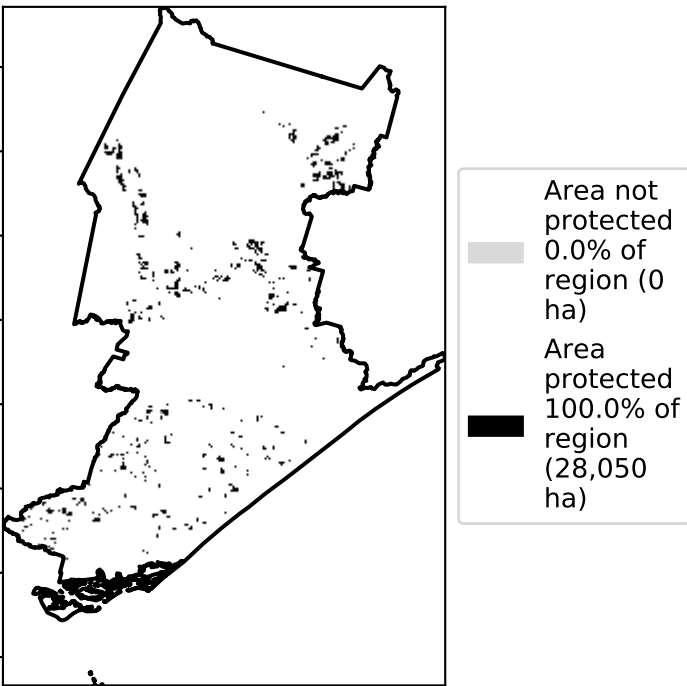 Area not
protected
0.0% of
region (0
ha)
Area
protected
100.0% of
region
(28,050
ha)